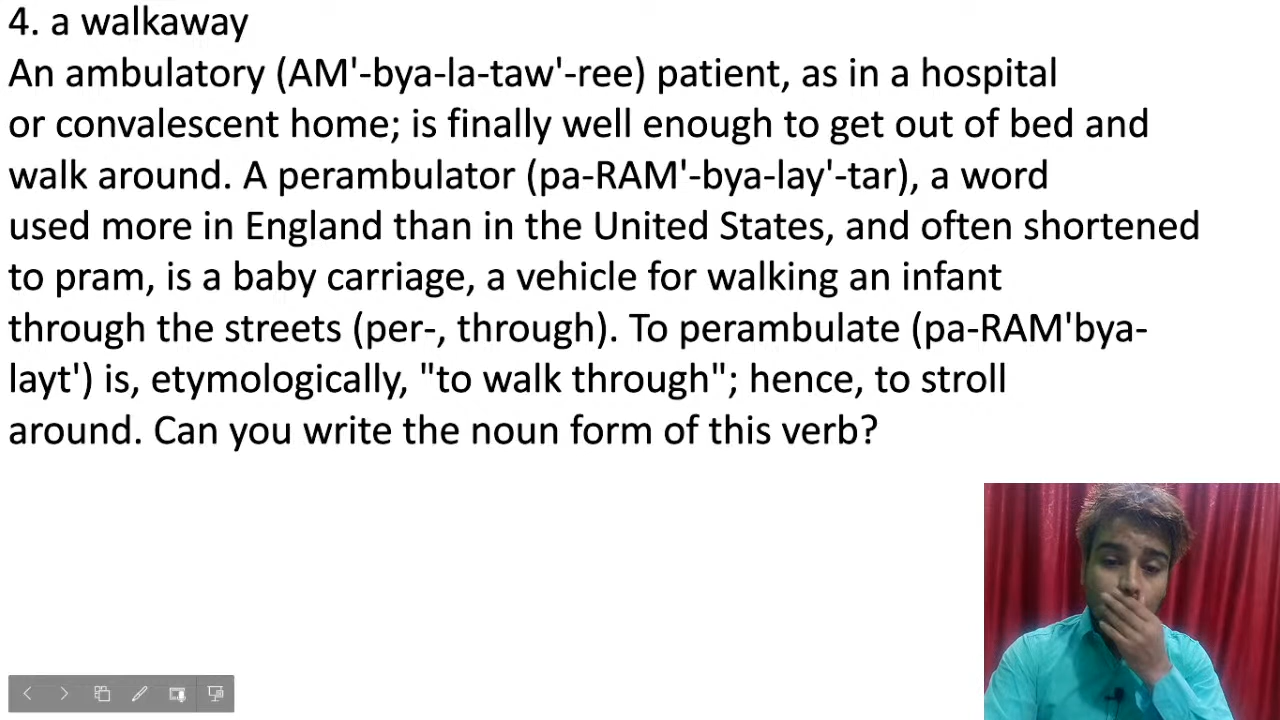 4. a walkaway
An ambulatory (AM'-bya-la-taw'-ree) patient, as in a hospital
or convalescent home; is finally well enough to get out of bed and
walk around. A perambulator (pa-RAM'-bya-lay'-tar), a word
used more in England than in the United States, and often shortened
to pram, is a baby carriage, a vehicle for walking an infant
through the streets (per-, through). To perambulate (pa-RAM'bya-
layt') is, etymologically, "to walk through"; hence, to stroll
around. Can you write the noun form of this verb?